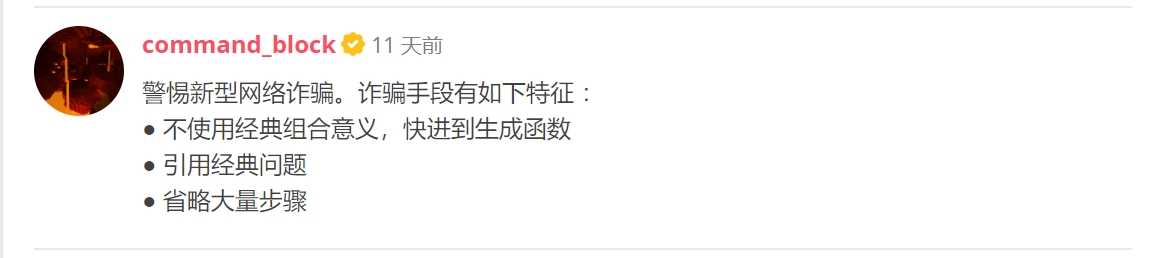 command_block 11 天前
警惕新型网络诈骗。诈骗手段有如下特征：
● 不使用经典组合意义，快进到生成函数
● 引用经典问题
● 省略大量步骤